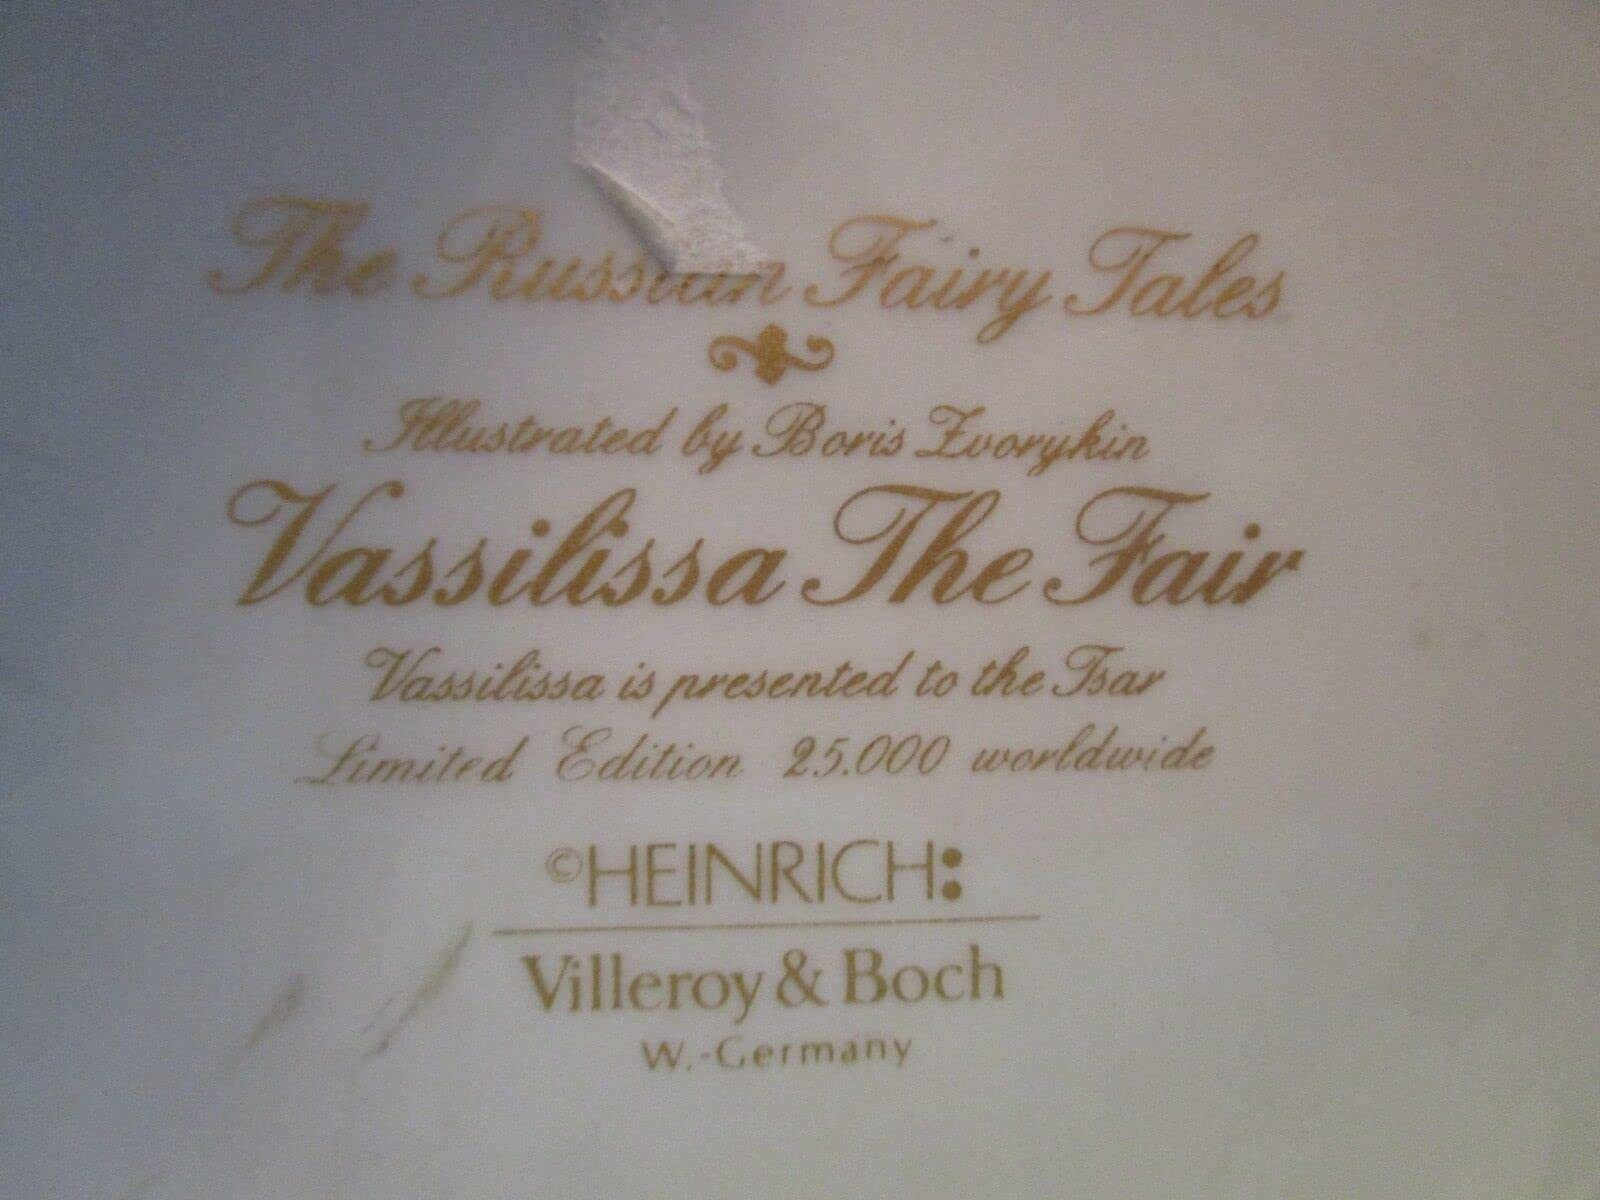 The Russian Fairy Tales
Illustrated by Boris Zvorykin
Vassilissa The Fair
Vassilissa is presented to the Tsar
Limited Edition 25.000 worldwide
©HEINRICH:
Villeroy & Boch
W.-Germany